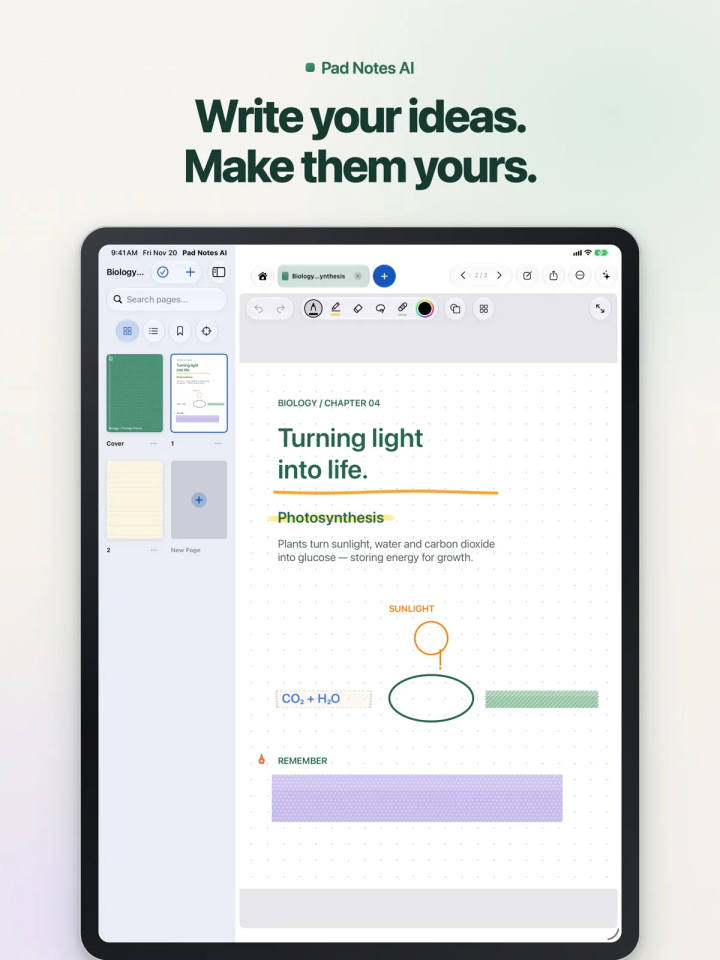 Pad Notes AI
Write your ideas.
Make them yours.
9:41 AM Fri Nov 20 Pad Notes AI
Biology...
Search pages...
Cover
1
2
New Page
Biology...ynthesis
2 / 3
BIOLOGY / CHAPTER 04
Turning light
into life.
Photosynthesis
Plants turn sunlight, water and carbon dioxide
into glucose — storing energy for growth.
SUNLIGHT
CO₂ + H₂O
REMEMBER